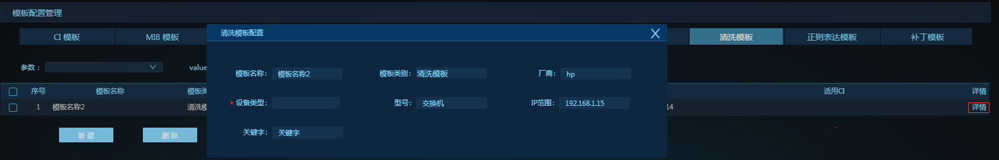 模板配置管理
清洗模板配置 X
CI 模板 MIB 模板 清洗模板 正则表达模板 补丁模板
参数： value
模板名称： 模板名称2 模板类别： 清洗模板 厂商： hp
序号 模板名称 模板类 适用CI 详情
* 设备类型： 型号： 交换机 IP范围： 192.168.1.15
1 模板名称2 清洗模 14 详情
关键字： 关键字
新 建 删 除